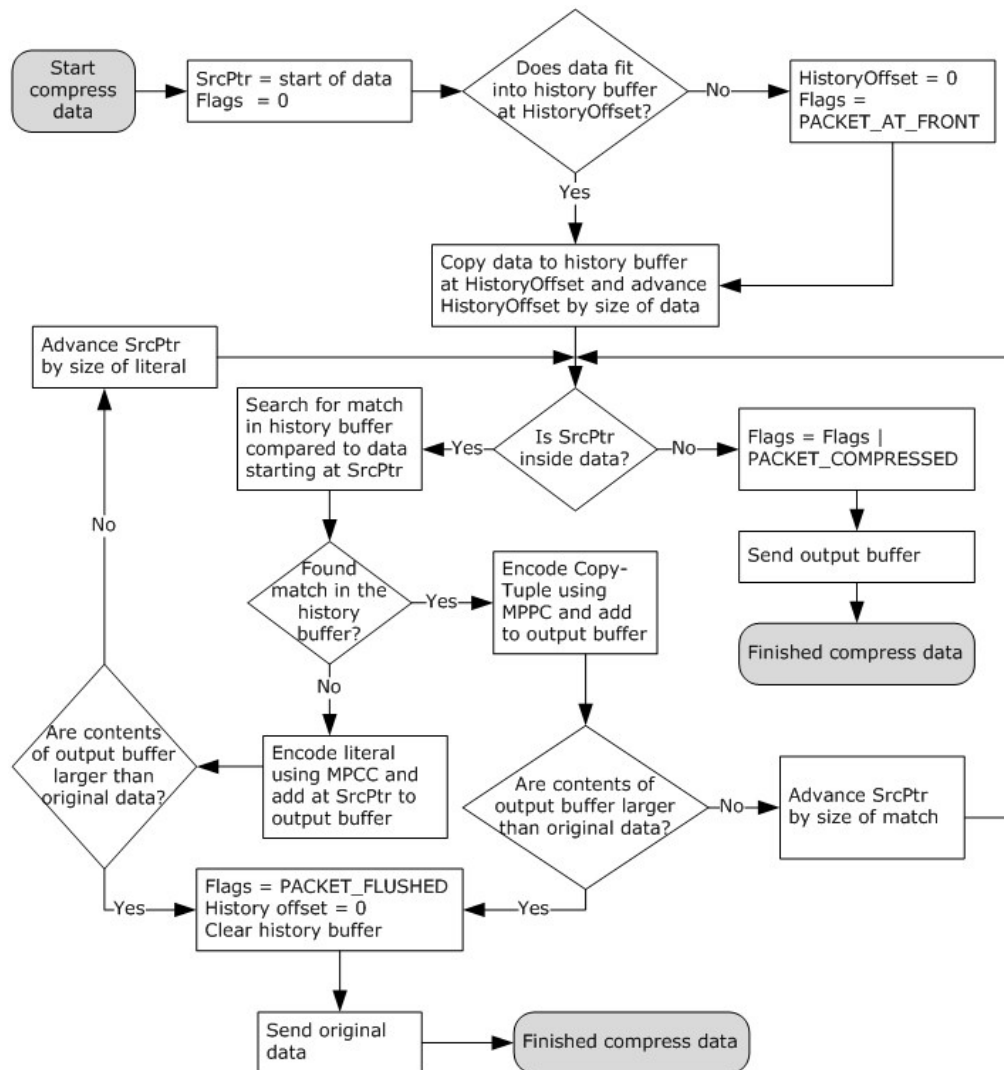 Start
compress
data
SrcPtr = start of data
Flags = 0
Does data fit
into history buffer
at HistoryOffset?
No
HistoryOffset = 0
Flags =
PACKET_AT_FRONT
Yes
Copy data to history buffer
at HistoryOffset and advance
HistoryOffset by size of data
Advance SrcPtr
by size of literal
Search for match
in history buffer
compared to data
starting at SrcPtr
Yes
Is SrcPtr
inside data?
No
Flags = Flags |
PACKET_COMPRESSED
Send output buffer
Finished compress data
No
Found
match in the
history
buffer?
Yes
Encode Copy-
Tuple using
MPPC and add
to output buffer
No
Are contents
of output buffer
larger than
original data?
Encode literal
using MPCC and
add at SrcPtr to
output buffer
Are contents of
output buffer larger
than original data?
No
Advance SrcPtr
by size of match
Yes
Flags = PACKET_FLUSHED
History offset = 0
Clear history buffer
Yes
Send original
data
Finished compress data